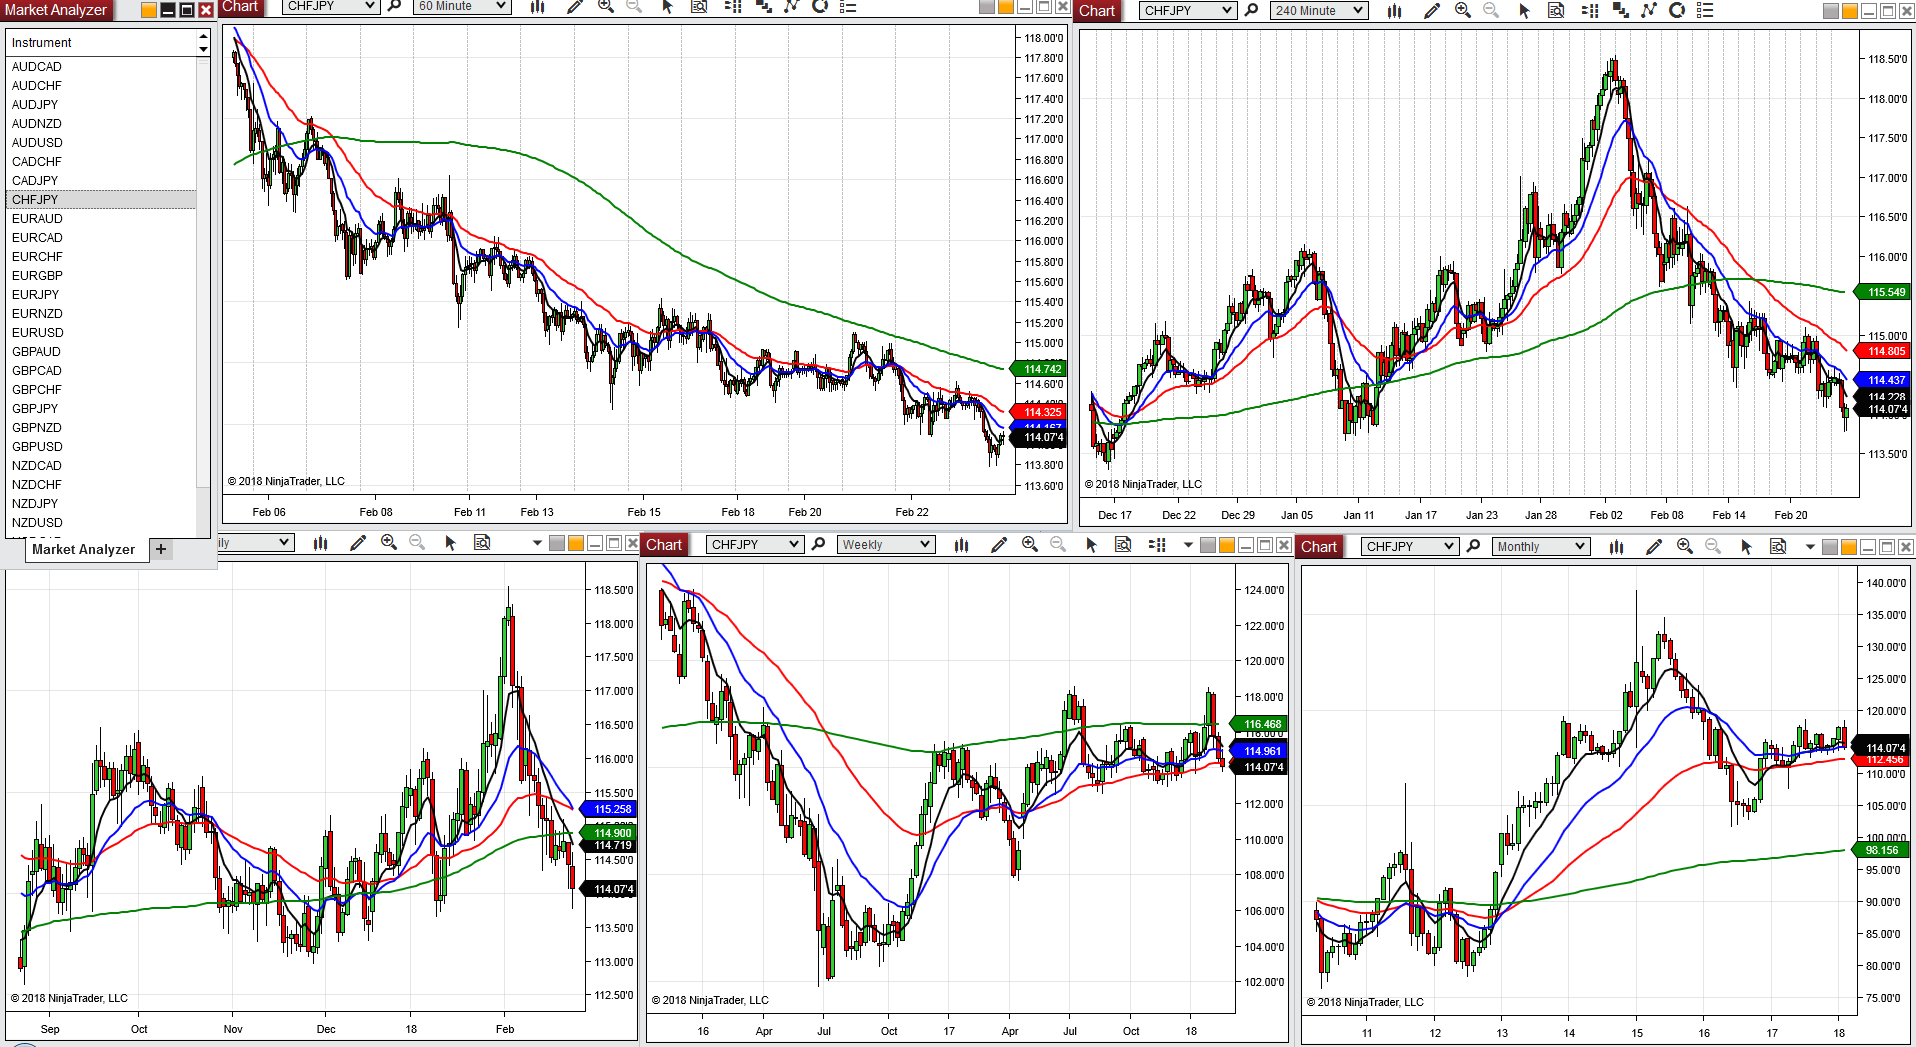 Market Analyzer
Instrument
AUDCAD
AUDCHF
AUDJPY
AUDNZD
AUDUSD
CADCHF
CADJPY
CHFJPY
EURAUD
EURCAD
EURCHF
EURGBP
EURJPY
EURNZD
EURUSD
GBPAUD
GBPCAD
GBPCHF
GBPJPY
GBPNZD
GBPUSD
NZDCAD
NZDCHF
NZDJPY
NZDUSD
Market Analyzer +
Chart CHFJPY 60 Minute
118.00'0
117.80'0
117.60'0
117.40'0
117.20'0
117.00'0
116.80'0
116.60'0
116.40'0
116.20'0
116.00'0
115.80'0
115.60'0
115.40'0
115.20'0
115.00'0
114.742
114.60'0
114.325
114.07'4
113.80'0
113.60'0
© 2018 NinjaTrader, LLC
Feb 06 Feb 08 Feb 11 Feb 13 Feb 15 Feb 18 Feb 20 Feb 22
Chart CHFJPY 240 Minute
118.50'0
118.00'0
117.50'0
117.00'0
116.50'0
116.00'0
115.549
115.00'0
114.805
114.437
114.228
114.07'4
113.50'0
© 2018 NinjaTrader, LLC
Dec 17 Dec 22 Dec 29 Jan 05 Jan 11 Jan 17 Jan 23 Jan 28 Feb 02 Feb 08 Feb 14 Feb 20
118.50'0
118.00'0
117.50'0
117.00'0
116.50'0
116.00'0
115.50'0
115.258
114.900
114.719
114.50'0
114.07'4
113.50'0
113.00'0
112.50'0
© 2018 NinjaTrader, LLC
Sep Oct Nov Dec 18 Feb
Chart CHFJPY Weekly
124.00'0
122.00'0
120.00'0
118.00'0
116.468
114.961
114.07'4
112.00'0
110.00'0
108.00'0
106.00'0
104.00'0
102.00'0
© 2018 NinjaTrader, LLC
16 Apr Jul Oct 17 Apr Jul Oct 18
Chart CHFJPY Monthly
140.00'0
135.00'0
130.00'0
125.00'0
120.00'0
114.07'4
112.456
110.00'0
105.00'0
100.00'0
98.156
95.00'0
90.00'0
85.00'0
80.00'0
75.00'0
© 2018 NinjaTrader, LLC
11 12 13 14 15 16 17 18